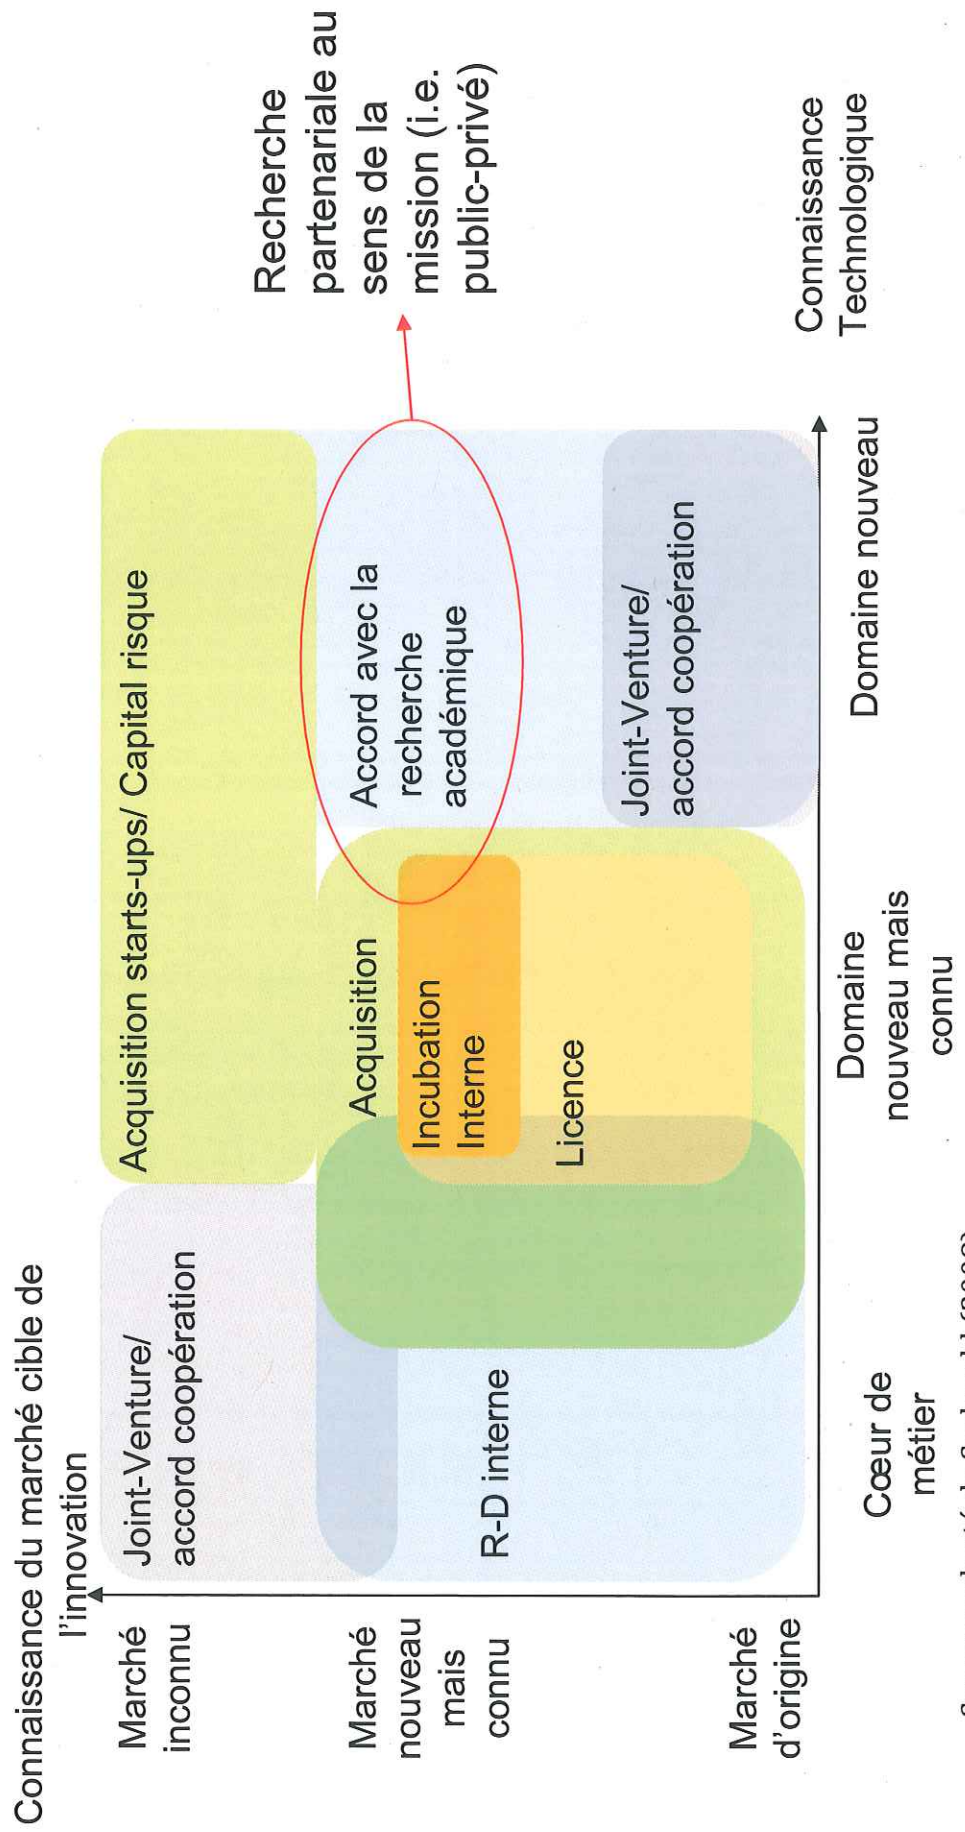 Connaissance du marché cible de
l'innovation
Marché
inconnu
Marché
nouveau
mais
connu
Marché
d'origine
Joint-Venture/
accord coopération
Acquisition starts-ups/ Capital risque
R-D interne
Acquisition
Incubation
Interne
Licence
Accord avec la
recherche
académique
Joint-Venture/
accord coopération
Recherche
partenariale au
sens de la
mission (i.e.
public-privé)
Cœur de
métier
Domaine
nouveau mais
connu
Domaine nouveau
Connaissance
Technologique